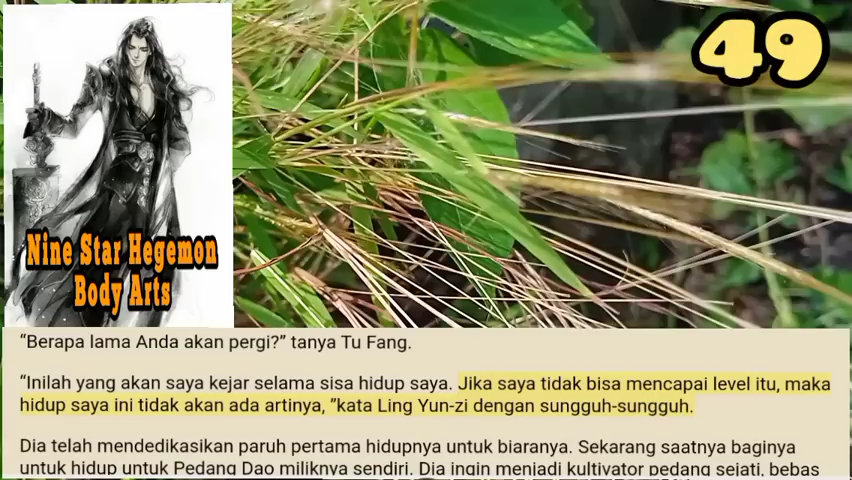 49
Nine Star Hegemon
Body Arts
“Berapa lama Anda akan pergi?” tanya Tu Fang.
“Inilah yang akan saya kejar selama sisa hidup saya. Jika saya tidak bisa mencapai level itu, maka
hidup saya ini tidak akan ada artinya, ”kata Ling Yun-zi dengan sungguh-sungguh.
Dia telah mendedikasikan paruh pertama hidupnya untuk biaranya. Sekarang saatnya baginya
untuk hidup untuk Pedang Dao miliknya sendiri. Dia ingin menjadi kultivator pedang sejati, bebas